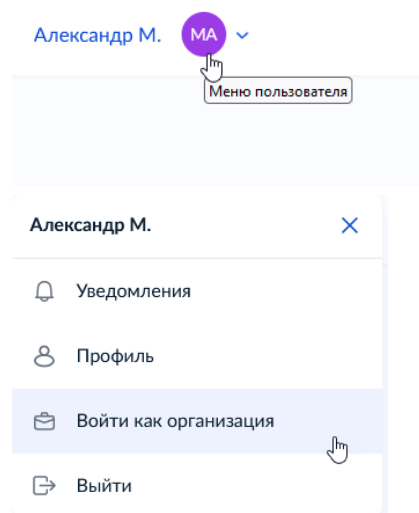 Александр М. МА
Меню пользователя
Александр М.
Уведомления
Профиль
Войти как организация
Выйти